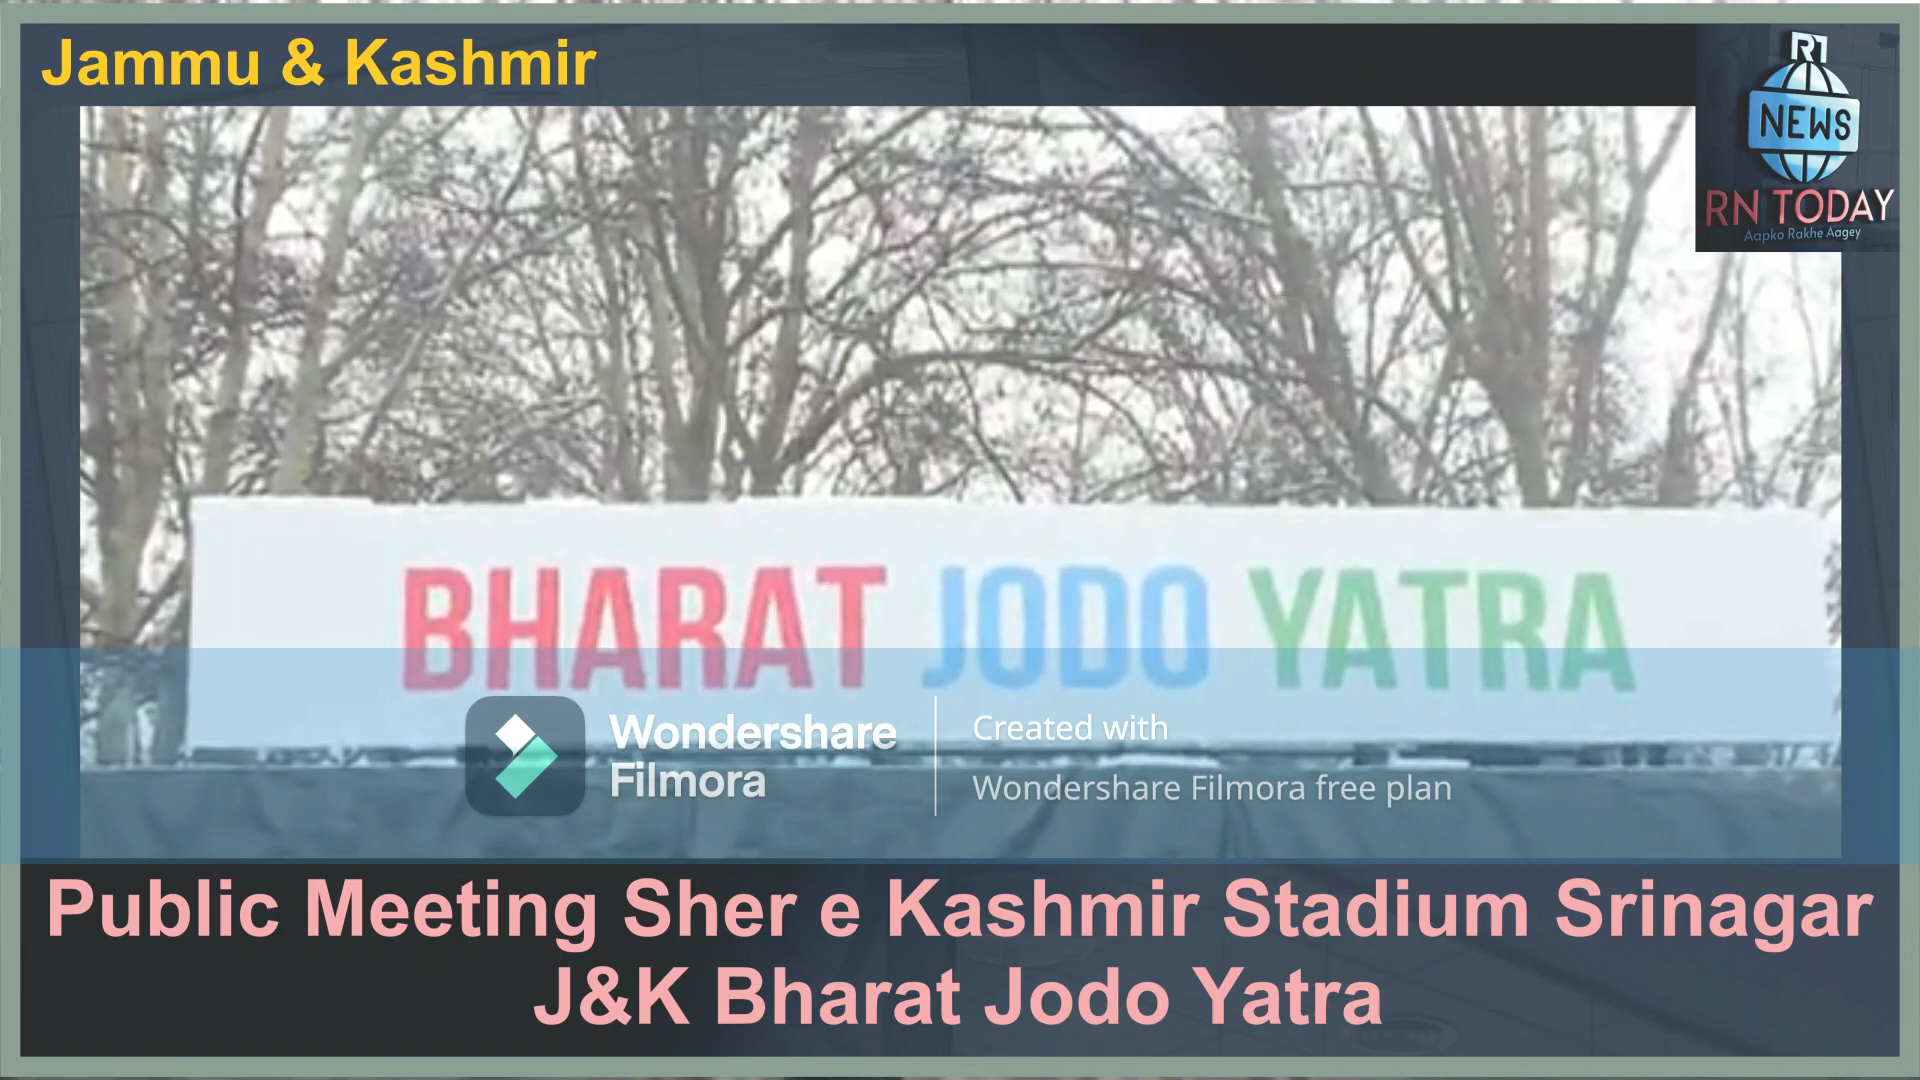 Jammu & Kashmir
R1
NEWS
RN TODAY
Aapko Rakhe Aagey
BHARAT JODO YATRA
Wondershare
Filmora
Created with
Wondershare Filmora free plan
Public Meeting Sher e Kashmir Stadium Srinagar
J&K Bharat Jodo Yatra